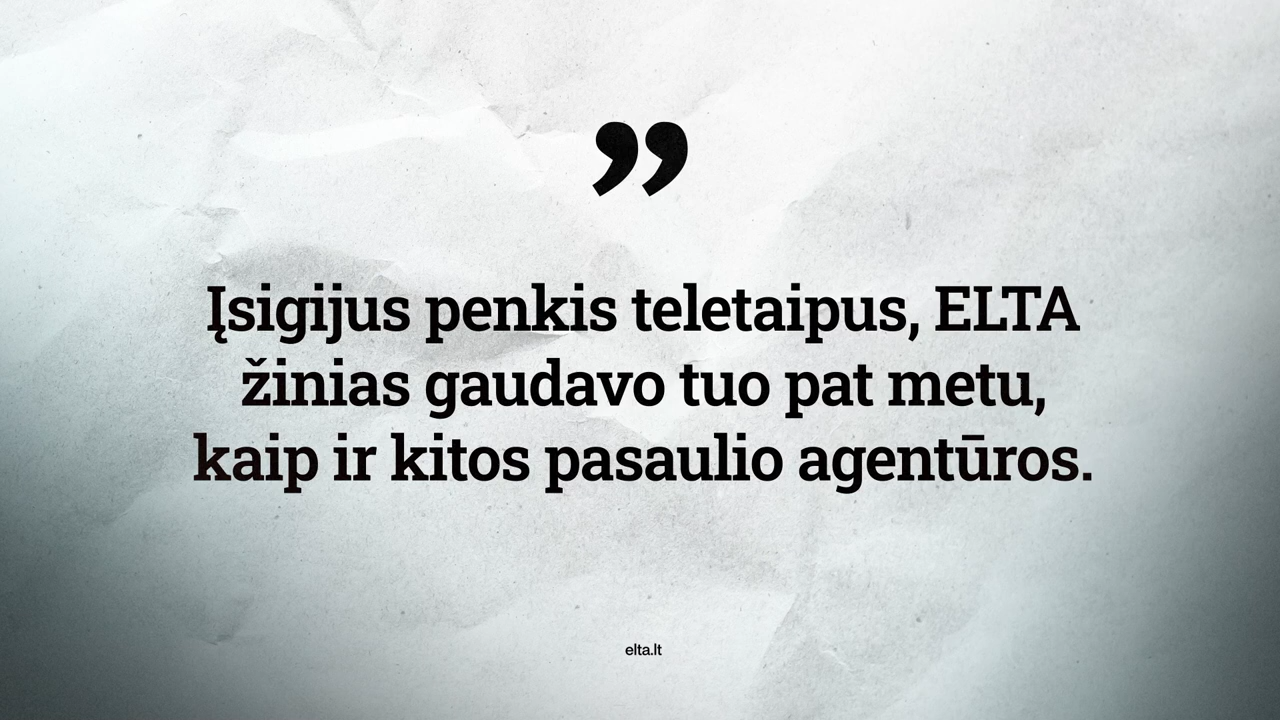 ”
Įsigijus penkis teletaipus, ELTA
žinias gaudavo tuo pat metu,
kaip ir kitos pasaulio agentūros.
elta.lt